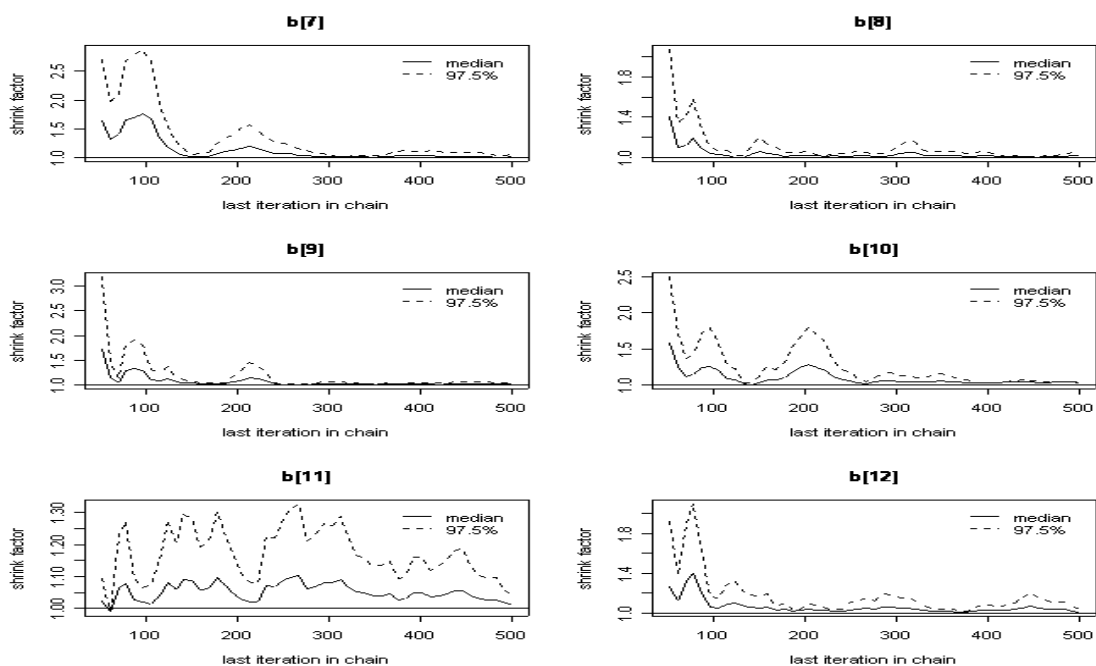 b[7]
shrink factor
1.0 1.5 2.0 2.5
median
97.5%
100 200 300 400 500
last iteration in chain
b[8]
shrink factor
1.0 1.4 1.8
median
97.5%
100 200 300 400 500
last iteration in chain
b[9]
shrink factor
1.0 1.5 2.0 2.5 3.0
median
97.5%
100 200 300 400 500
last iteration in chain
b[10]
shrink factor
1.0 1.5 2.0 2.5
median
97.5%
100 200 300 400 500
last iteration in chain
b[11]
shrink factor
1.00 1.10 1.20 1.30
median
97.5%
100 200 300 400 500
last iteration in chain
b[12]
shrink factor
1.0 1.4 1.8
median
97.5%
100 200 300 400 500
last iteration in chain